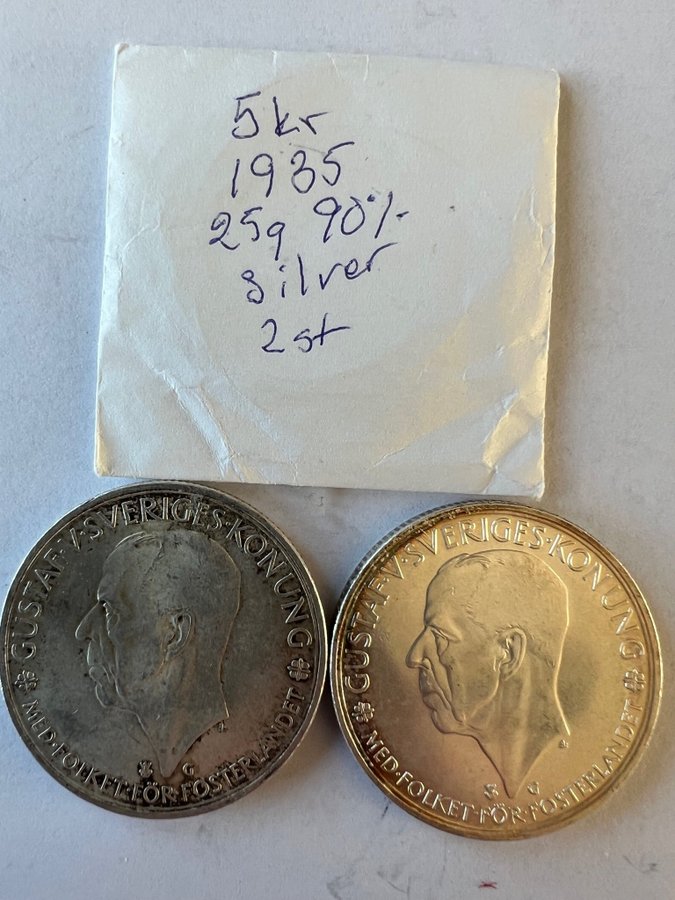 5kr
1935
25g 90%
silver
2st
GUSTAF·V·SVERIGES·KONUNG
MED·FOLKET·FÖR·FOSTERLANDET
G
GUSTAF·V·SVERIGES·KONUNG
MED·FOLKET·FÖR·FOSTERLANDET
G